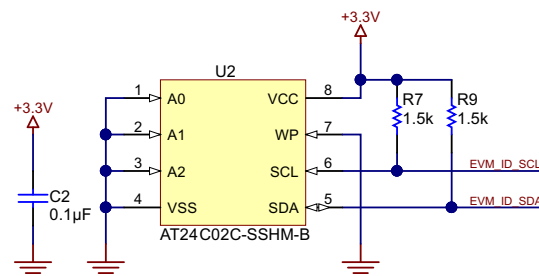 +3.3V
U2
+3.3V
1 A0 VCC 8
R7
1.5k
R9
1.5k
2 A1 WP 7
3 A2 SCL 6 EVM_ID_SCL
C2
0.1µF
4 VSS SDA 5 EVM_ID_SDA
AT24C02C-SSHM-B